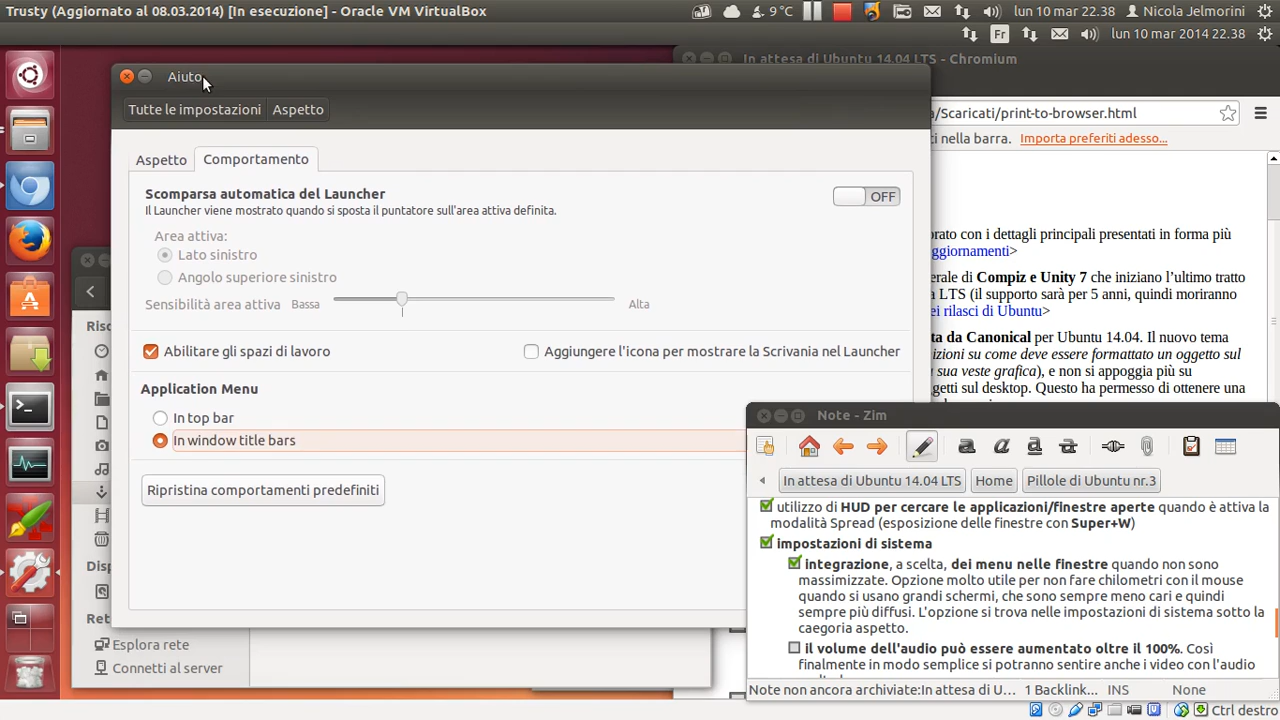 Trusty (Aggiornato al 08.03.2014) [In esecuzione] - Oracle VM VirtualBox
9 °C
lun 10 mar 22.38
Nicola Jelmorini
Fr
lun 10 mar 2014 22.38
In attesa di Ubuntu 14.04 LTS - Chromium
Aiuto
Tutte le impostazioni
Aspetto
a/Scaricati/print-to-browser.html
ti nella barra.
Importa preferiti adesso...
Aspetto
Comportamento
Scomparsa automatica del Launcher
OFF
Il Launcher viene mostrato quando si sposta il puntatore sull'area attiva definita.
Area attiva:
Lato sinistro
Angolo superiore sinistro
Sensibilità area attiva
Bassa
Alta
Abilitare gli spazi di lavoro
Aggiungere l'icona per mostrare la Scrivania nel Launcher
Application Menu
In top bar
In window title bars
Ripristina comportamenti predefiniti
orato con i dettagli principali presentati in forma più
ggiornamenti>
erale di Compiz e Unity 7 che iniziano l'ultimo tratto
a LTS (il supporto sarà per 5 anni, quindi moriranno
ei rilasci di Ubuntu>
ta da Canonical per Ubuntu 14.04. Il nuovo tema
izioni su come deve essere formattato un oggetto sul
a sua veste grafica), e non si appoggia più su
getti sul desktop. Questo ha permesso di ottenere una
Riso
Disp
Ret
Esplora rete
Connetti al server
Note - Zim
In attesa di Ubuntu 14.04 LTS
Home
Pillole di Ubuntu nr.3
utilizzo di HUD per cercare le applicazioni/finestre aperte quando è attiva la
modalità Spread (esposizione delle finestre con Super+W)
impostazioni di sistema
integrazione, a scelta, dei menu nelle finestre quando non sono
massimizzate. Opzione molto utile per non fare chilometri con il mouse
quando si usano grandi schermi, che sono sempre meno cari e quindi
sempre più diffusi. L'opzione si trova nelle impostazioni di sistema sotto la
caegoria aspetto.
il volume dell'audio può essere aumentato oltre il 100%. Così
finalmente in modo semplice si potranno sentire anche i video con l'audio
Note non ancora archiviate:In attesa di U...
1 Backlink...
INS
None
Ctrl destro